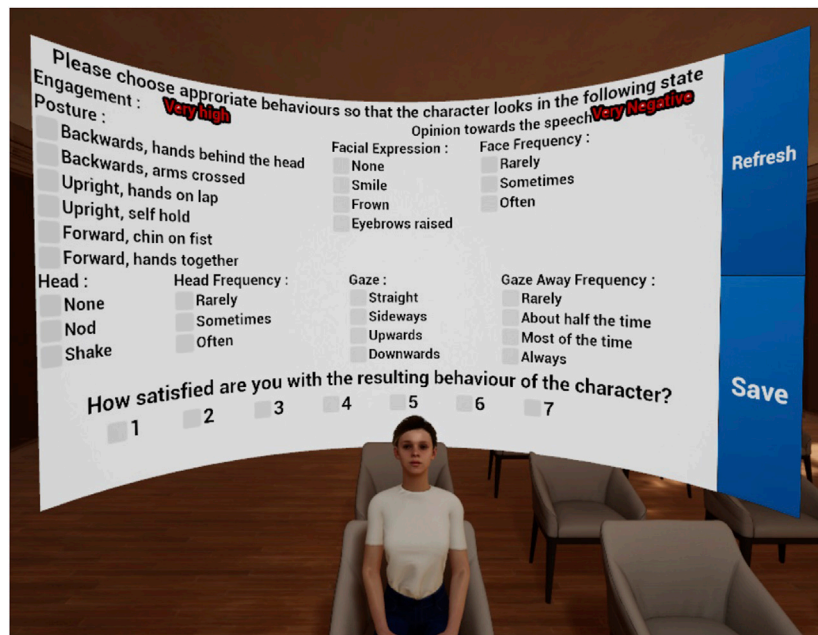 Please choose approriate behaviours so that the character looks in the following state
Engagement : Very high
Opinion towards the speech Very Negative
Posture :
Backwards, hands behind the head
Backwards, arms crossed
Upright, hands on lap
Upright, self hold
Forward, chin on fist
Forward, hands together
Facial Expression :
None
Smile
Frown
Eyebrows raised
Face Frequency :
Rarely
Sometimes
Often
Head :
None
Nod
Shake
Head Frequency :
Rarely
Sometimes
Often
Gaze :
Straight
Sideways
Upwards
Downwards
Gaze Away Frequency :
Rarely
About half the time
Most of the time
Always
How satisfied are you with the resulting behaviour of the character?
1 2 3 4 5 6 7
Refresh
Save